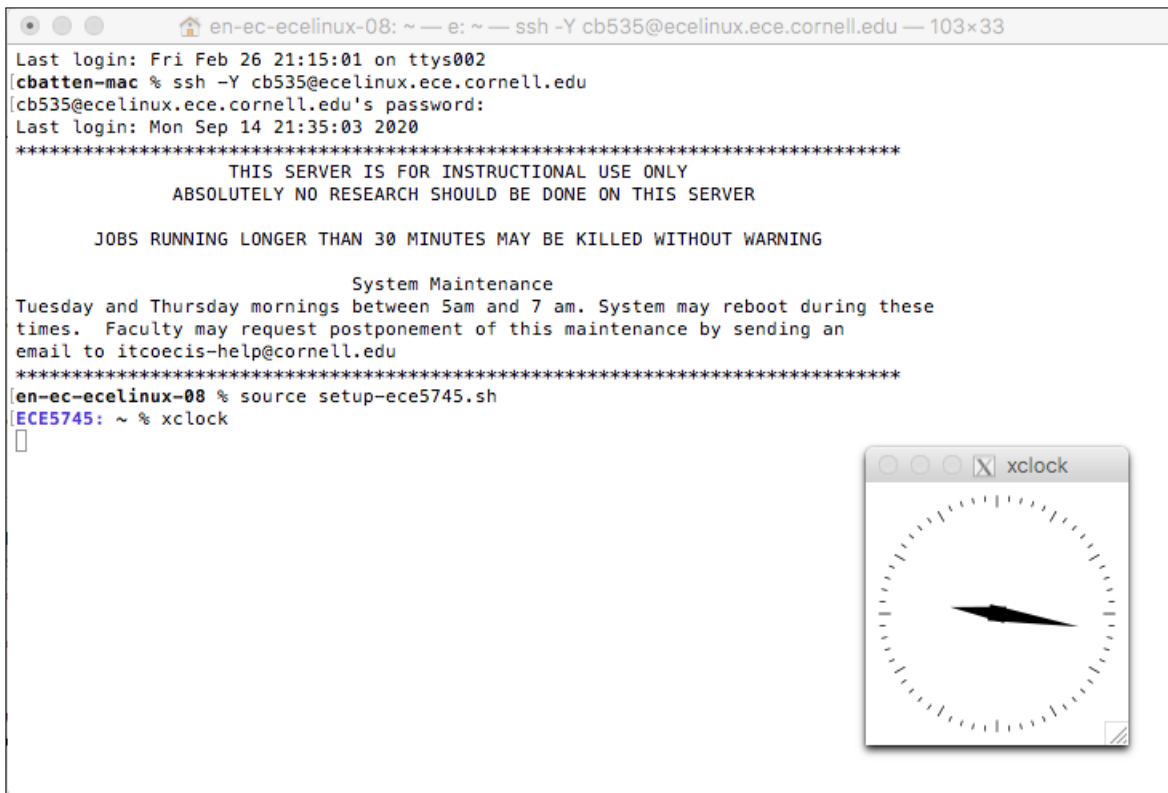 en-ec-ecelinux-08: ~ — e: ~ — ssh -Y cb535@ecelinux.ece.cornell.edu — 103×33
Last login: Fri Feb 26 21:15:01 on ttys002
[cbatten-mac % ssh -Y cb535@ecelinux.ece.cornell.edu
[cb535@ecelinux.ece.cornell.edu's password:
Last login: Mon Sep 14 21:35:03 2020
*******************************************************************************
THIS SERVER IS FOR INSTRUCTIONAL USE ONLY
ABSOLUTELY NO RESEARCH SHOULD BE DONE ON THIS SERVER
JOBS RUNNING LONGER THAN 30 MINUTES MAY BE KILLED WITHOUT WARNING
System Maintenance
Tuesday and Thursday mornings between 5am and 7 am. System may reboot during these
times.  Faculty may request postponement of this maintenance by sending an
email to itcoecis-help@cornell.edu
*******************************************************************************
[en-ec-ecelinux-08 % source setup-ece5745.sh
[ECE5745: ~ % xclock
X xclock